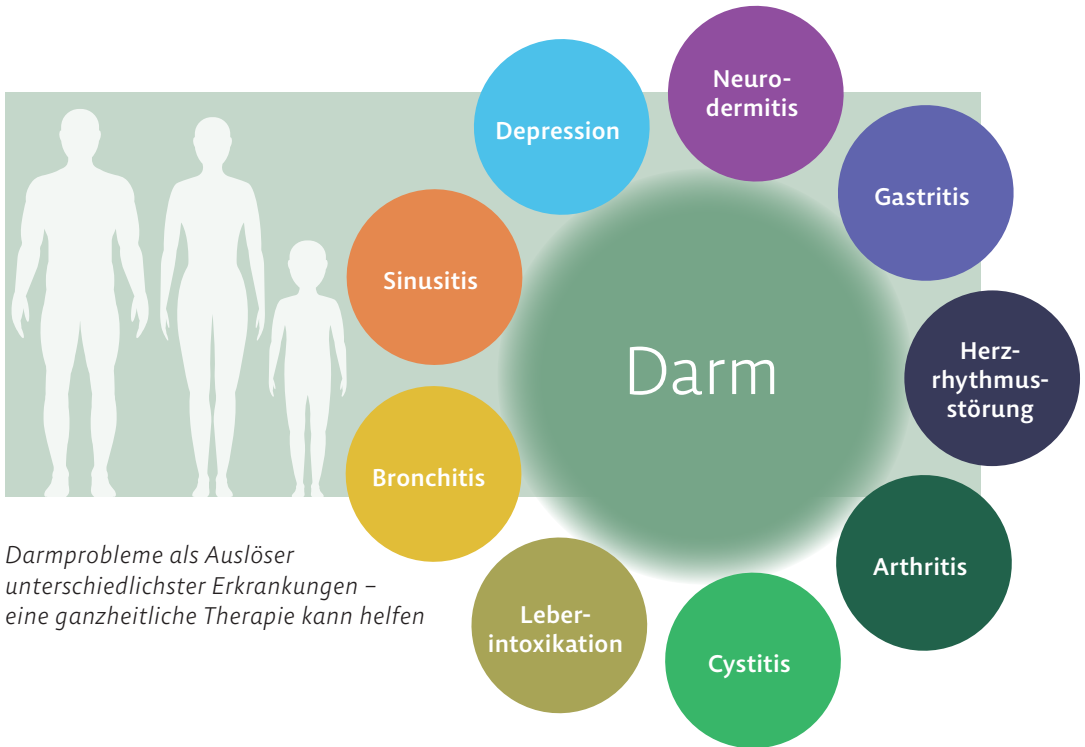 Neuro-
dermitis
Depression
Gastritis
Sinusitis
Herz-
rhythmus-
störung
Darm
Bronchitis
Arthritis
Leber-
intoxikation
Cystitis
Darmprobleme als Auslöser
unterschiedlichster Erkrankungen –
eine ganzheitliche Therapie kann helfen